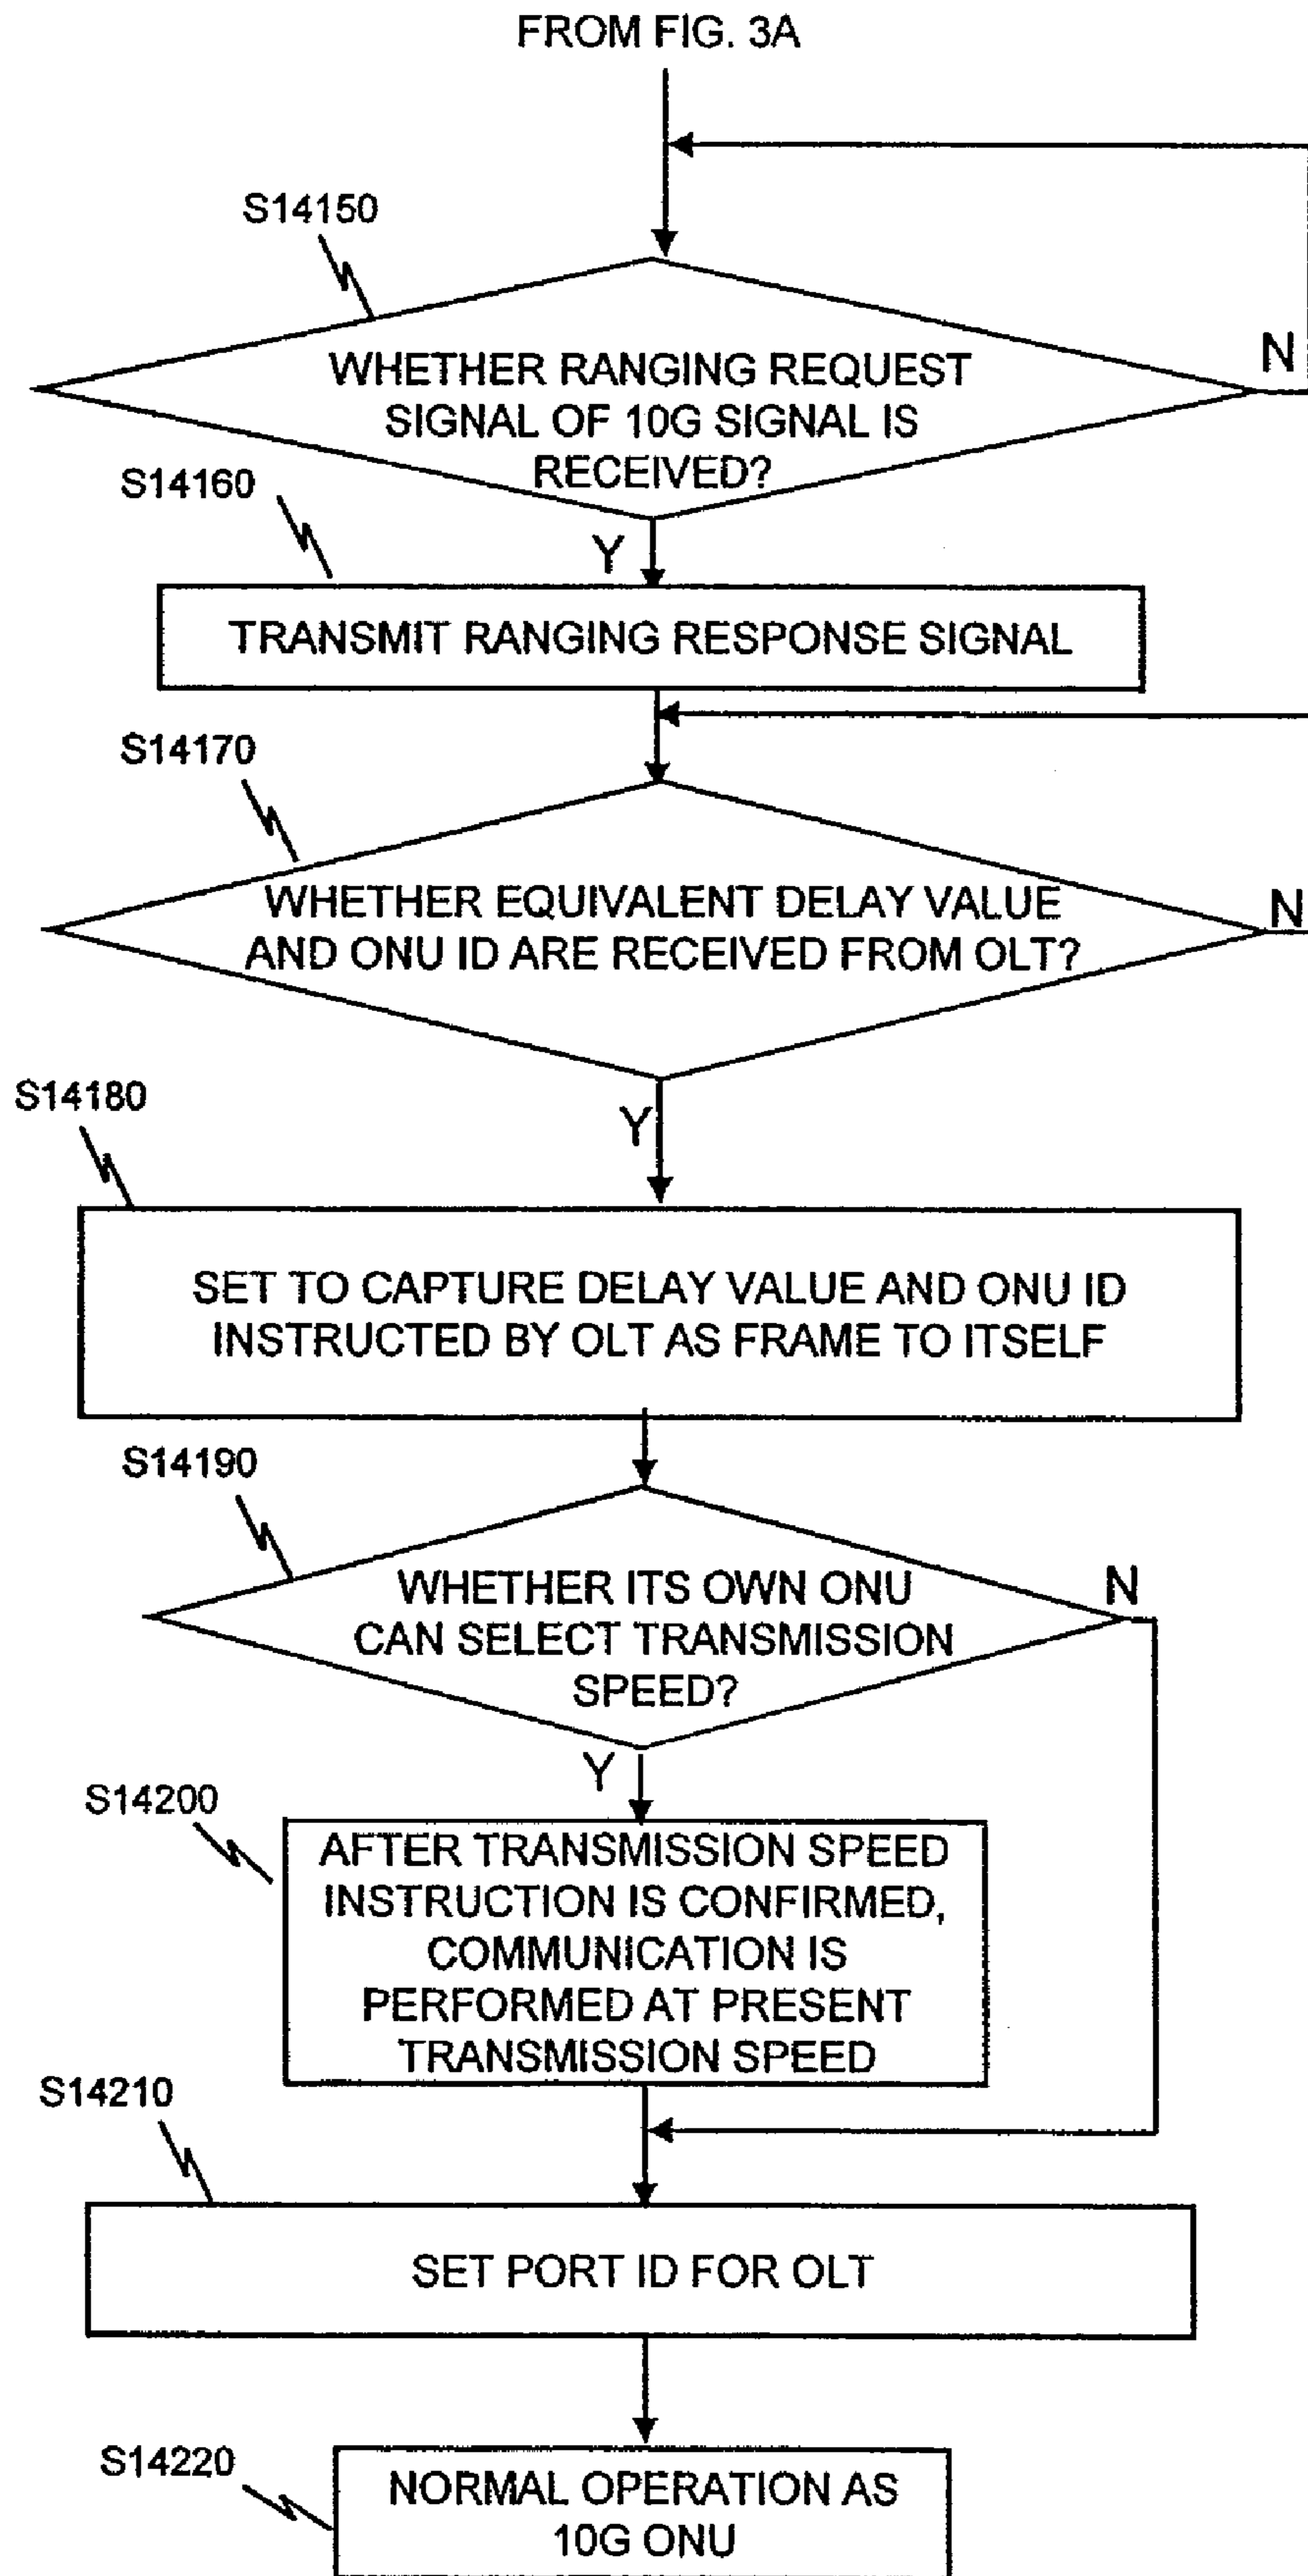 FROM FIG. 3A
S14150
WHETHER RANGING REQUEST
SIGNAL OF 10G SIGNAL IS
RECEIVED?
N
S14160
Y
TRANSMIT RANGING RESPONSE SIGNAL
S14170
WHETHER EQUIVALENT DELAY VALUE
AND ONU ID ARE RECEIVED FROM OLT?
N
S14180
Y
SET TO CAPTURE DELAY VALUE AND ONU ID
INSTRUCTED BY OLT AS FRAME TO ITSELF
S14190
WHETHER ITS OWN ONU
CAN SELECT TRANSMISSION
SPEED?
N
Y
S14200
AFTER TRANSMISSION SPEED
INSTRUCTION IS CONFIRMED,
COMMUNICATION IS
PERFORMED AT PRESENT
TRANSMISSION SPEED
S14210
SET PORT ID FOR OLT
S14220
NORMAL OPERATION AS
10G ONU